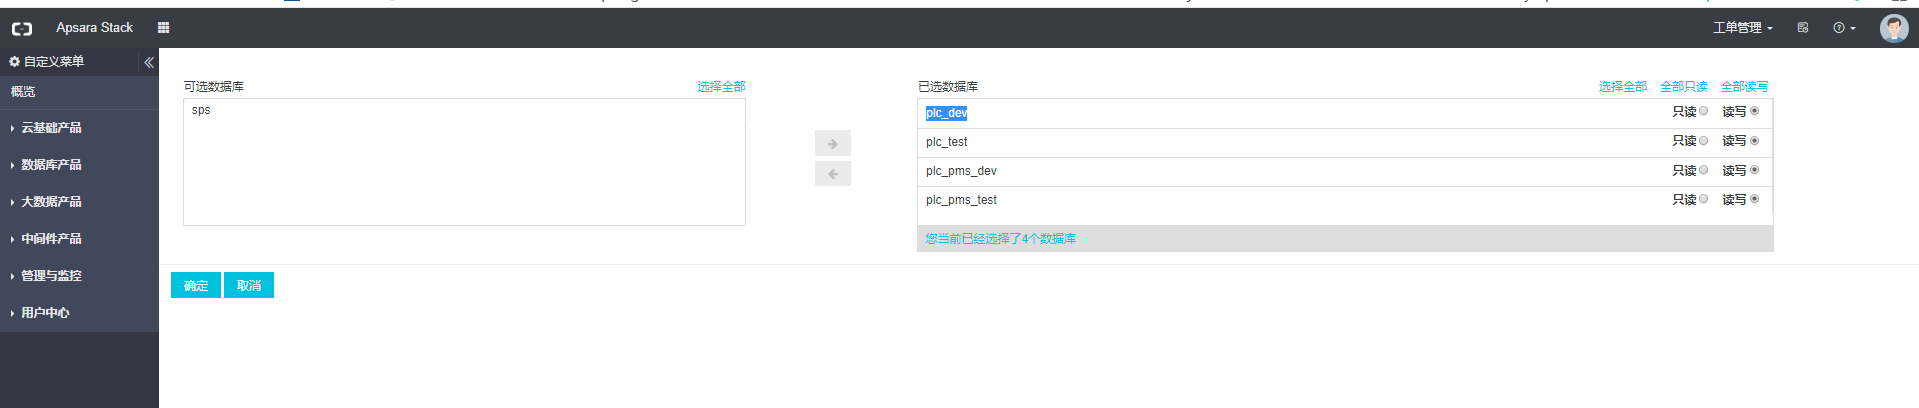 Apsara Stack
工单管理
自定义菜单
概览
云基础产品
数据库产品
大数据产品
中间件产品
管理与监控
用户中心
可选数据库 选择全部
sps
已选数据库 选择全部 全部只读 全部读写
plc_dev 只读 读写
plc_test 只读 读写
plc_pms_dev 只读 读写
plc_pms_test 只读 读写
您当前已经选择了4个数据库
确定 取消